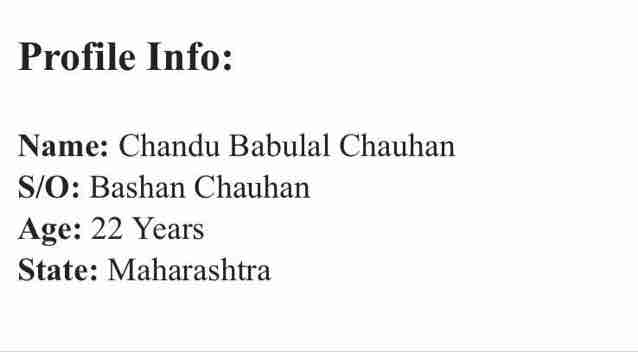 Profile Info:
Name: Chandu Babulal Chauhan
S/O: Bashan Chauhan
Age: 22 Years
State: Maharashtra